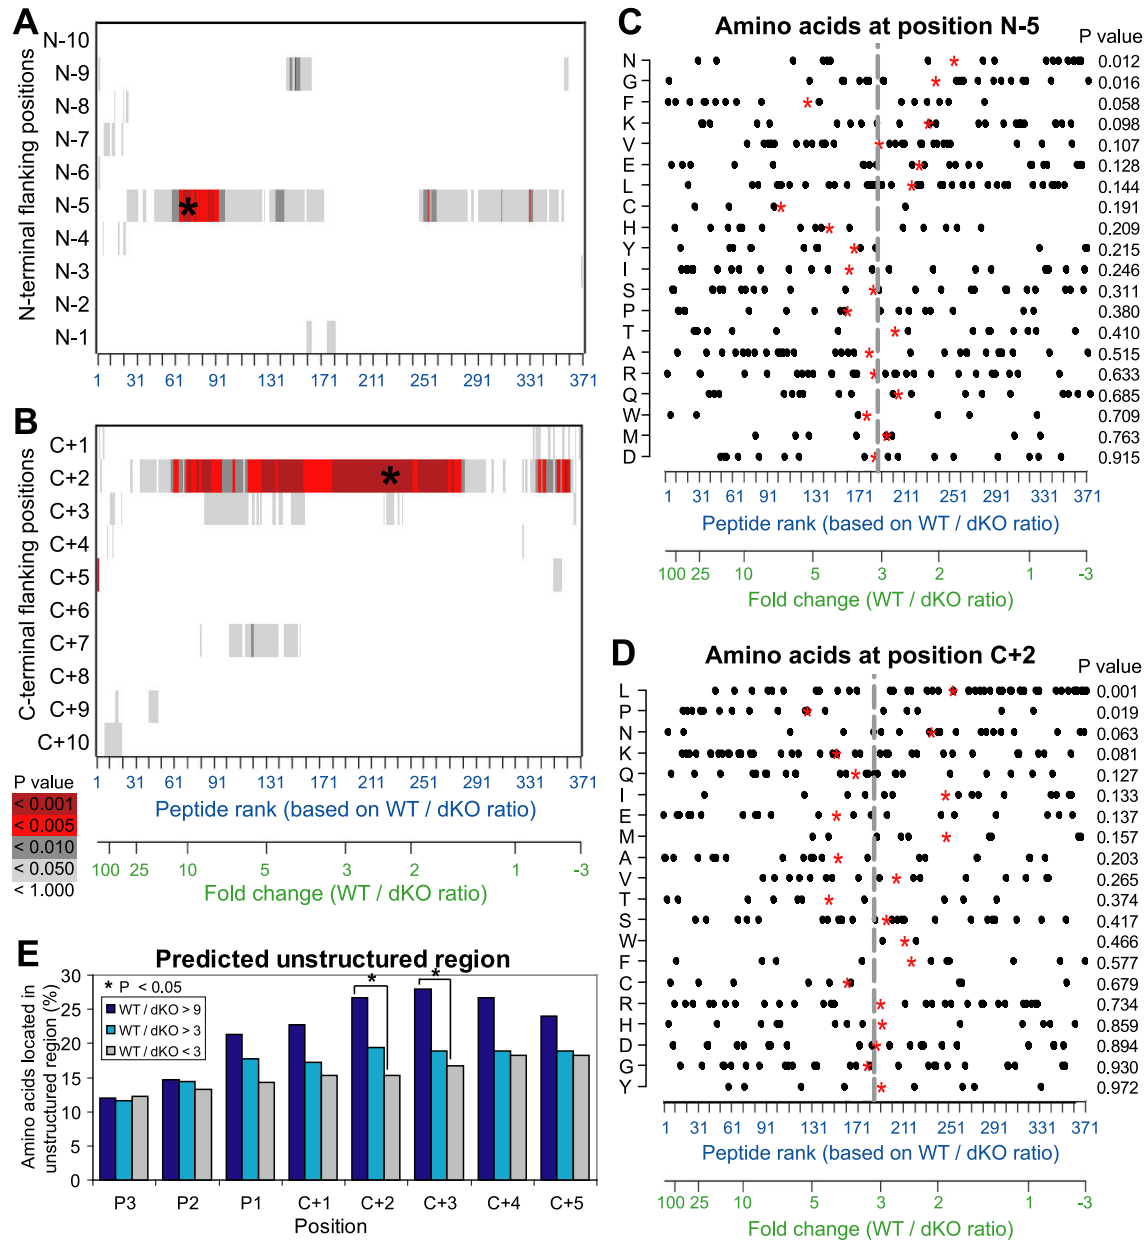 A
N-terminal flanking positions
N-10
N-9
N-8
N-7
N-6
N-5
N-4
N-3
N-2
N-1
*
1 31 61 91 131 171 211 251 291 331 371
B
C-terminal flanking positions
C+1
C+2
C+3
C+4
C+5
C+6
C+7
C+8
C+9
C+10
*
1 31 61 91 131 171 211 251 291 331 371
Peptide rank (based on WT / dKO ratio)
100 25 10 5 3 2 1 -3
Fold change (WT / dKO ratio)
P value
< 0.001
< 0.005
< 0.010
< 0.050
< 1.000
C
Amino acids at position N-5
P value
N 0.012
G 0.016
F 0.058
K 0.098
V 0.107
E 0.128
L 0.144
C 0.191
H 0.209
Y 0.215
I 0.246
S 0.311
P 0.380
T 0.410
A 0.515
R 0.633
Q 0.685
W 0.709
M 0.763
D 0.915
1 31 61 91 131 171 211 251 291 331 371
Peptide rank (based on WT / dKO ratio)
100 25 10 5 3 2 1 -3
Fold change (WT / dKO ratio)
D
Amino acids at position C+2
P value
L 0.001
P 0.019
N 0.063
K 0.081
Q 0.127
I 0.133
E 0.137
M 0.157
A 0.203
V 0.265
T 0.374
S 0.417
W 0.466
F 0.577
C 0.679
R 0.734
H 0.859
D 0.894
G 0.930
Y 0.972
1 31 61 91 131 171 211 251 291 331 371
Peptide rank (based on WT / dKO ratio)
100 25 10 5 3 2 1 -3
Fold change (WT / dKO ratio)
E
Predicted unstructured region
Amino acids located in
unstructured region (%)
30
25
20
15
10
5
0
* P < 0.05
WT / dKO > 9
WT / dKO > 3
WT / dKO < 3
* *
P3 P2 P1 C+1 C+2 C+3 C+4 C+5
Position